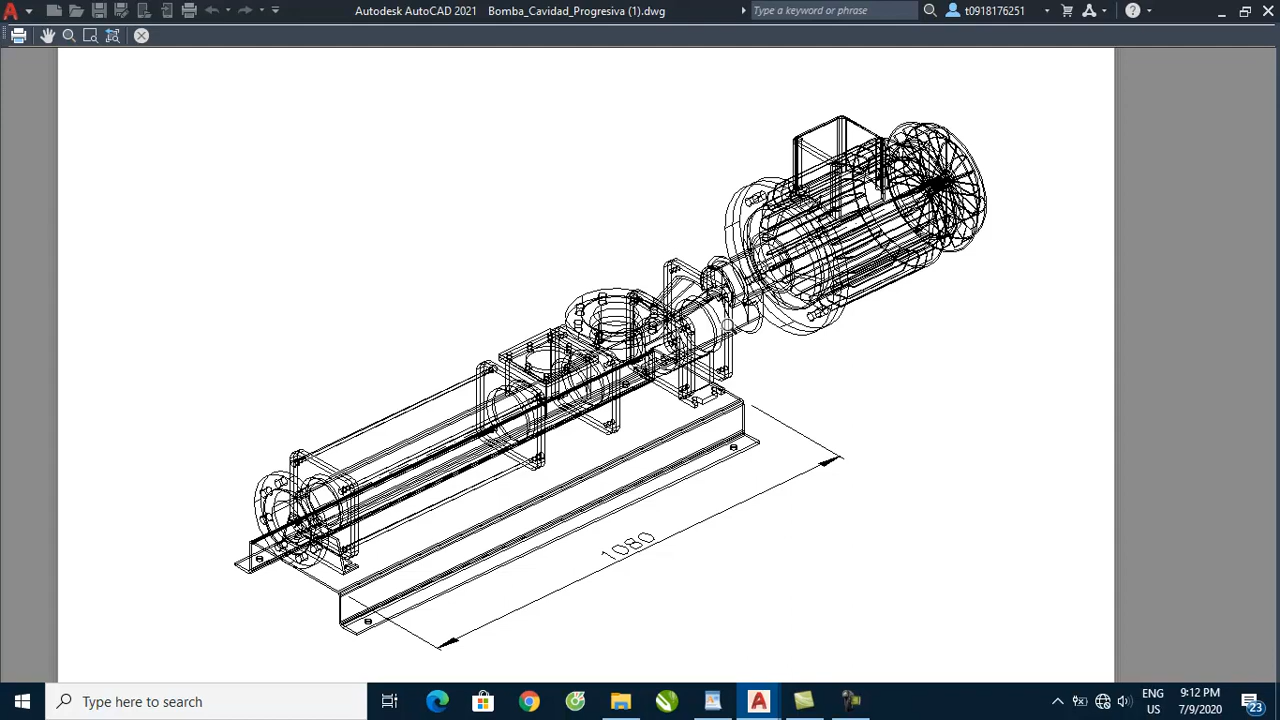 Autodesk AutoCAD 2021 Bomba_Cavidad_Progresiva (1).dwg
Type a keyword or phrase
t0918176251
1080
Type here to search
ENG
US
9:12 PM
7/9/2020
23